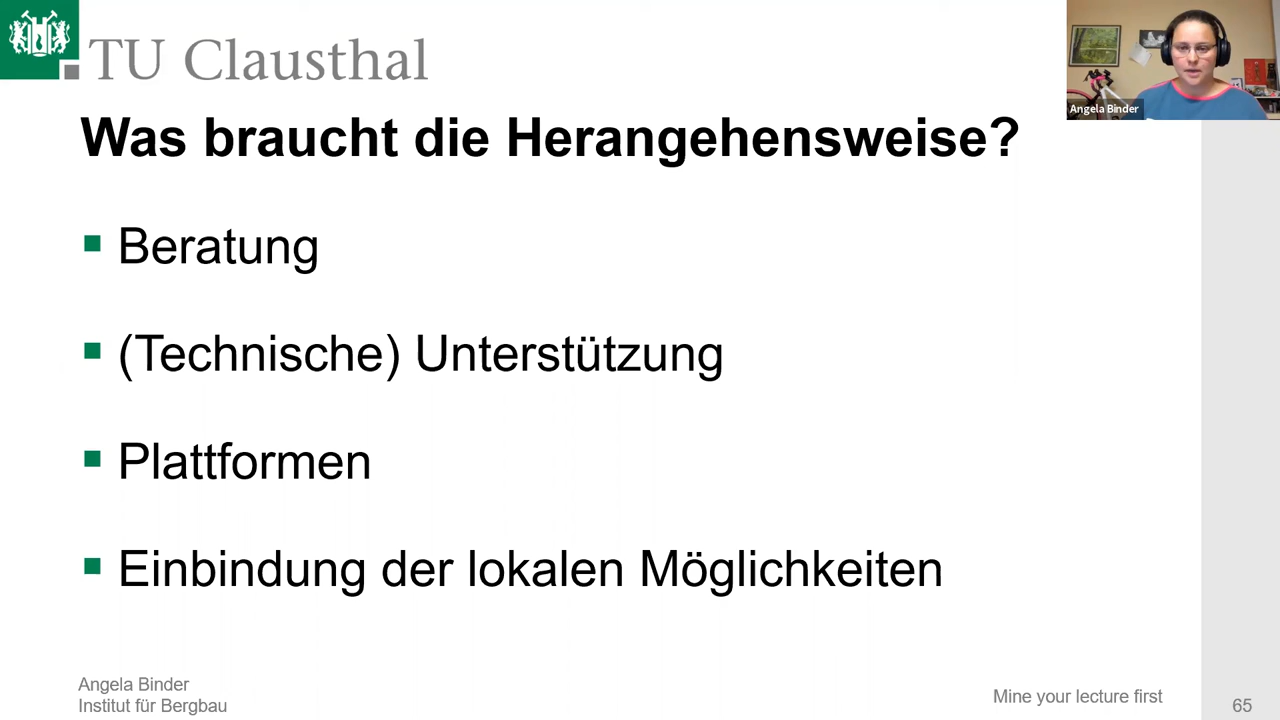 TU Clausthal
Angela Binder
Was braucht die Herangehensweise?
Beratung
(Technische) Unterstützung
Plattformen
Einbindung der lokalen Möglichkeiten
Angela Binder
Institut für Bergbau
Mine your lecture first
65